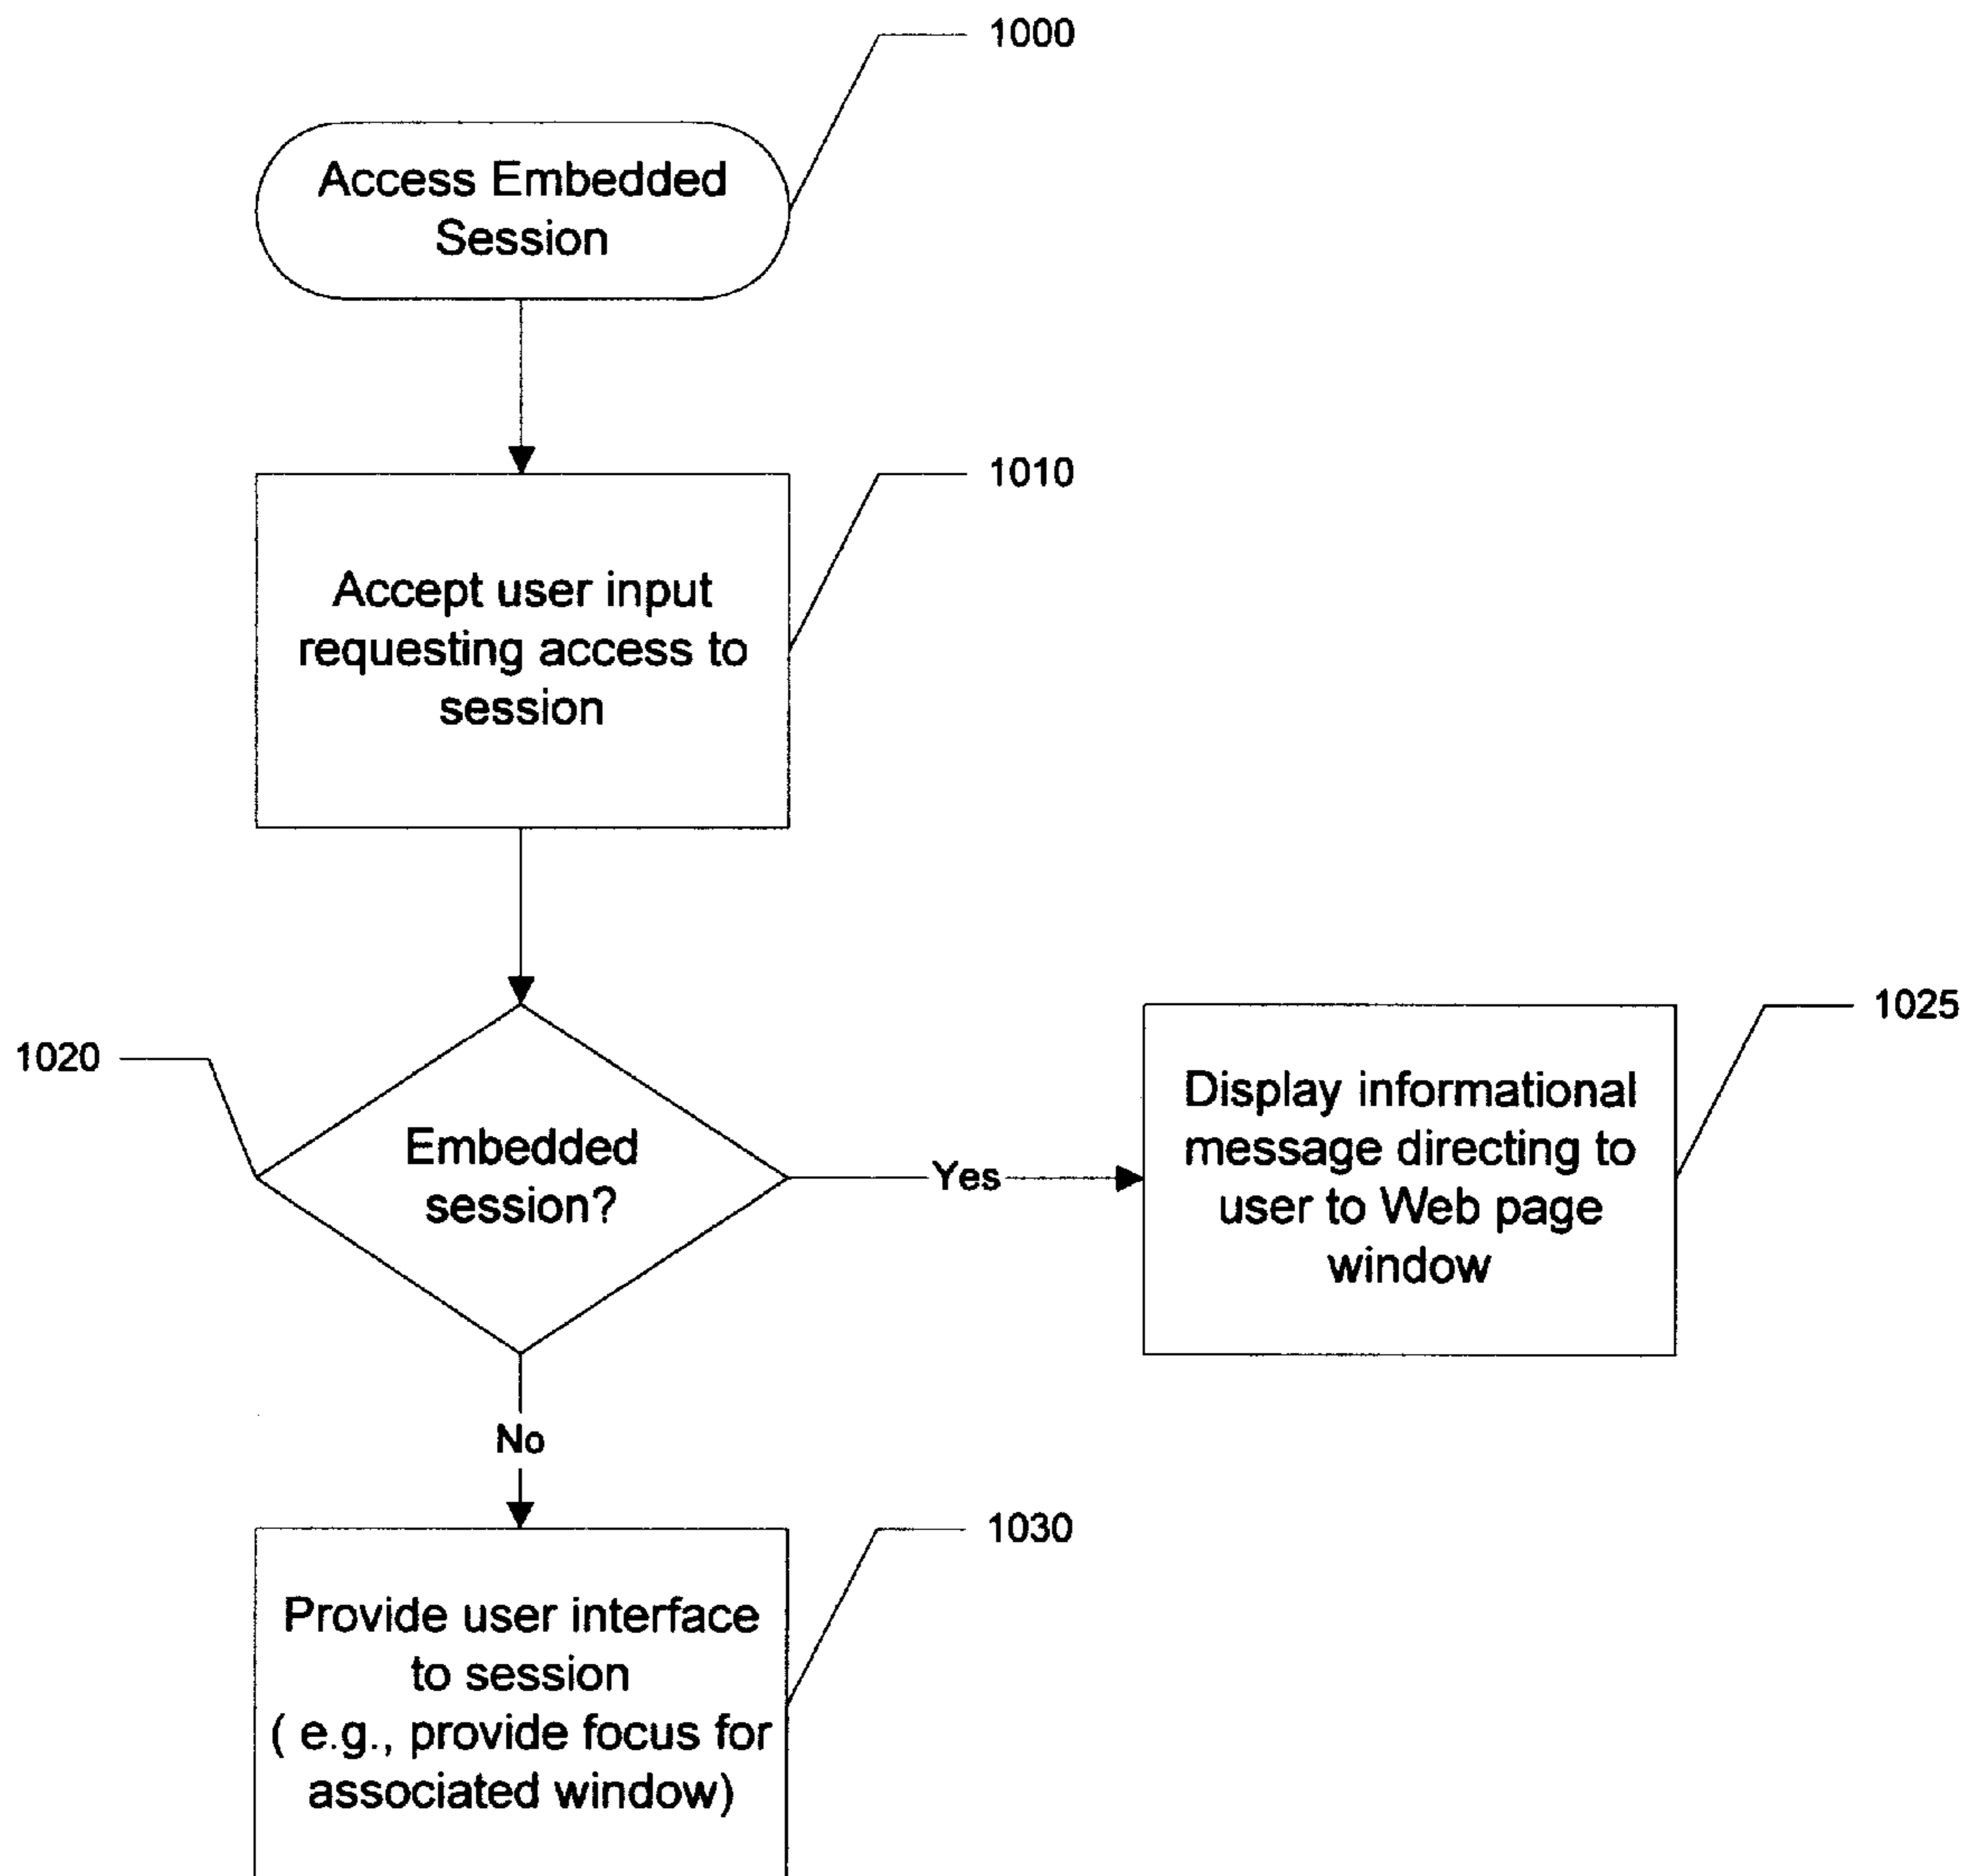 1000
Access Embedded
Session
1010
Accept user input
requesting access to
session
1020
Embedded
session?
Yes
1025
Display informational
message directing to
user to Web page
window
No
1030
Provide user interface
to session
( e.g., provide focus for
associated window)